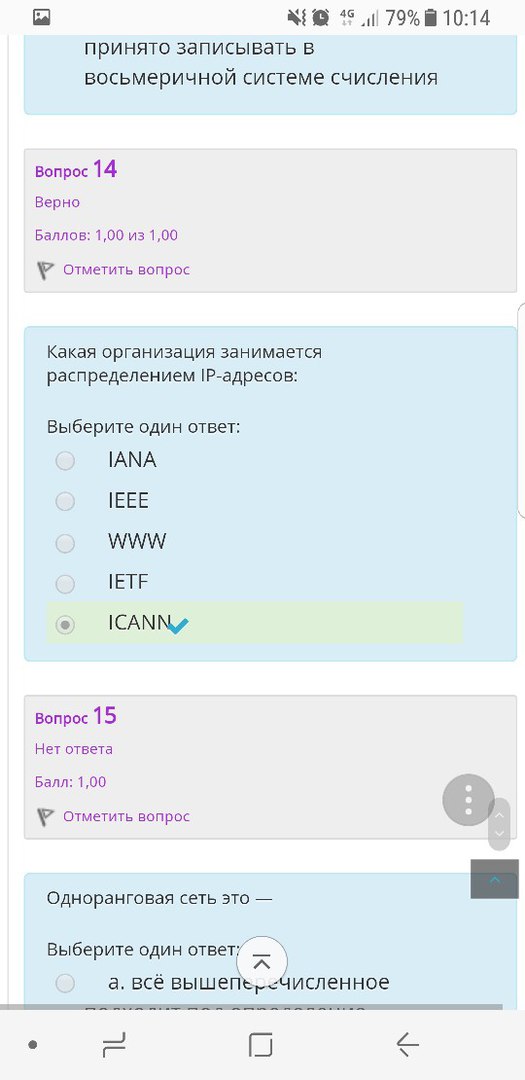 4G 79% 10:14
принято записывать в
восьмеричной системе счисления
Вопрос 14
Верно
Баллов: 1,00 из 1,00
Отметить вопрос
Какая организация занимается
распределением IP-адресов:
Выберите один ответ:
IANA
IEEE
WWW
IETF
ICANN
Вопрос 15
Нет ответа
Балл: 1,00
Отметить вопрос
Одноранговая сеть это —
Выберите один ответ:
a. всё вышеперечисленное